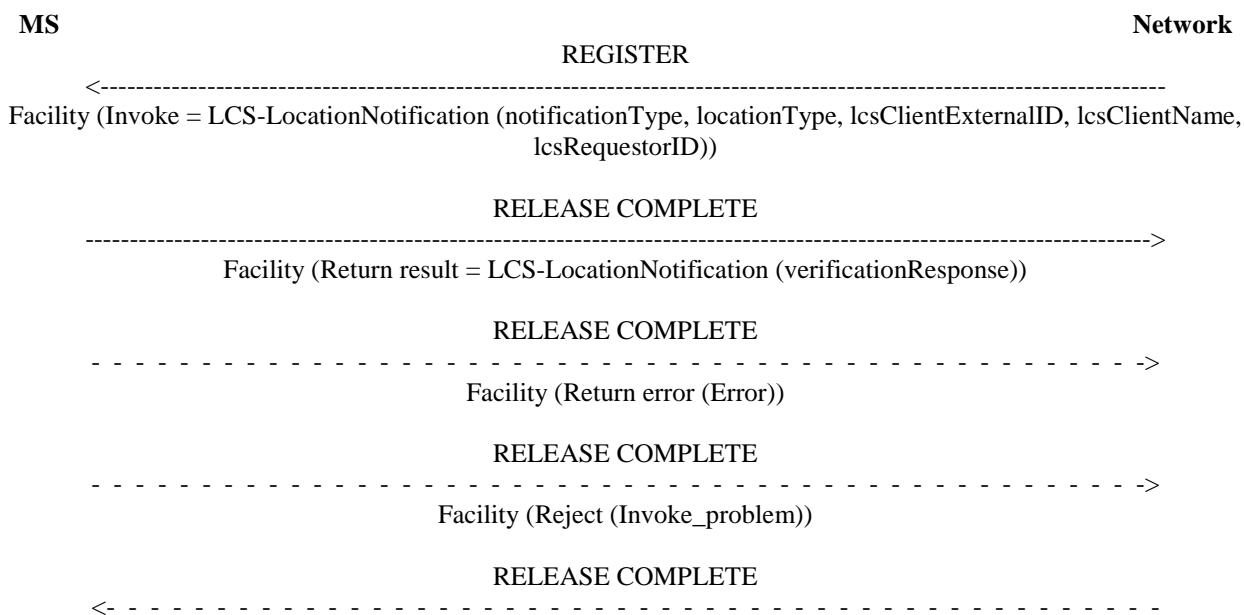 MS Network
REGISTER
<------------------------------------------------------------------------------------------------------------------------
Facility (Invoke = LCS-LocationNotification (notificationType, locationType, lcsClientExternalID, lcsClientName,
lcsRequestorID))
RELEASE COMPLETE
------------------------------------------------------------------------------------------------------------------------>
Facility (Return result = LCS-LocationNotification (verificationResponse))
RELEASE COMPLETE
- - - - - - - - - - - - - - - - - - - - - - - - - - - - - - - - - - - - - - - - - - - - - - - - ->
Facility (Return error (Error))
RELEASE COMPLETE
- - - - - - - - - - - - - - - - - - - - - - - - - - - - - - - - - - - - - - - - - - - - - - - - ->
Facility (Reject (Invoke_problem))
RELEASE COMPLETE
<- - - - - - - - - - - - - - - - - - - - - - - - - - - - - - - - - - - - - - - - - - - - - - - - -